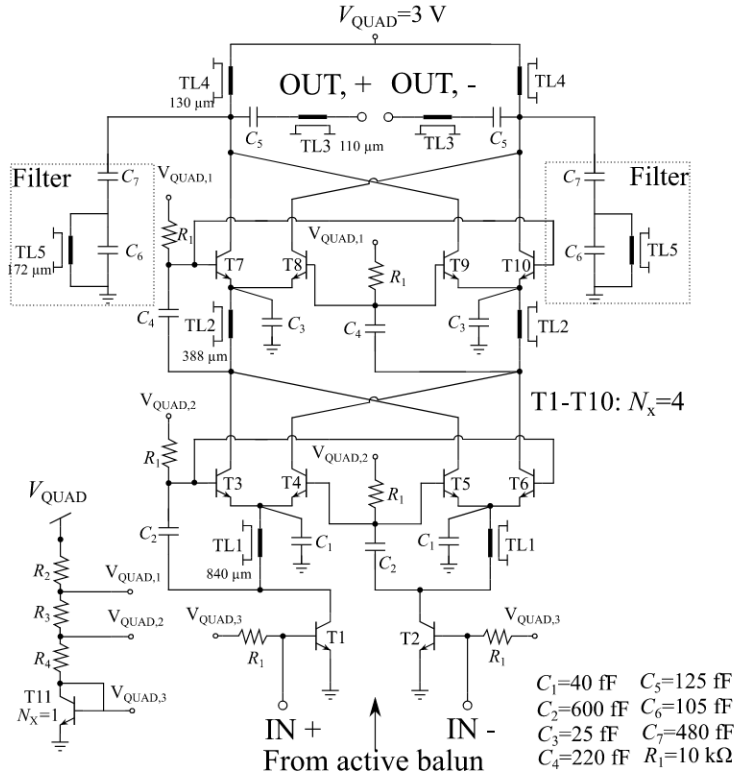 V_QUAD=3 V
TL4 OUT, + OUT, - TL4
130 μm
C5 TL3 110 μm TL3 C5
Filter C7 V_QUAD,1 C7 Filter
R1 V_QUAD,1
TL5 C6 T7 T8 R1 T9 T10 C6 TL5
172 μm
C4 TL2 C3 C4 C3 TL2
388 μm
V_QUAD,2 T1-T10: Nx=4
R1 V_QUAD,2
T3 T4 R1 T5 T6
V_QUAD
C2 TL1 C1 C2 C1 TL1
840 μm
R2 V_QUAD,1
R3 V_QUAD,2
V_QUAD,3 T1 T2 V_QUAD,3
R4 R1 R1
T11 V_QUAD,3
NX=1
IN + IN -
From active balun
C1=40 fF C5=125 fF
C2=600 fF C6=105 fF
C3=25 fF C7=480 fF
C4=220 fF R1=10 kΩ